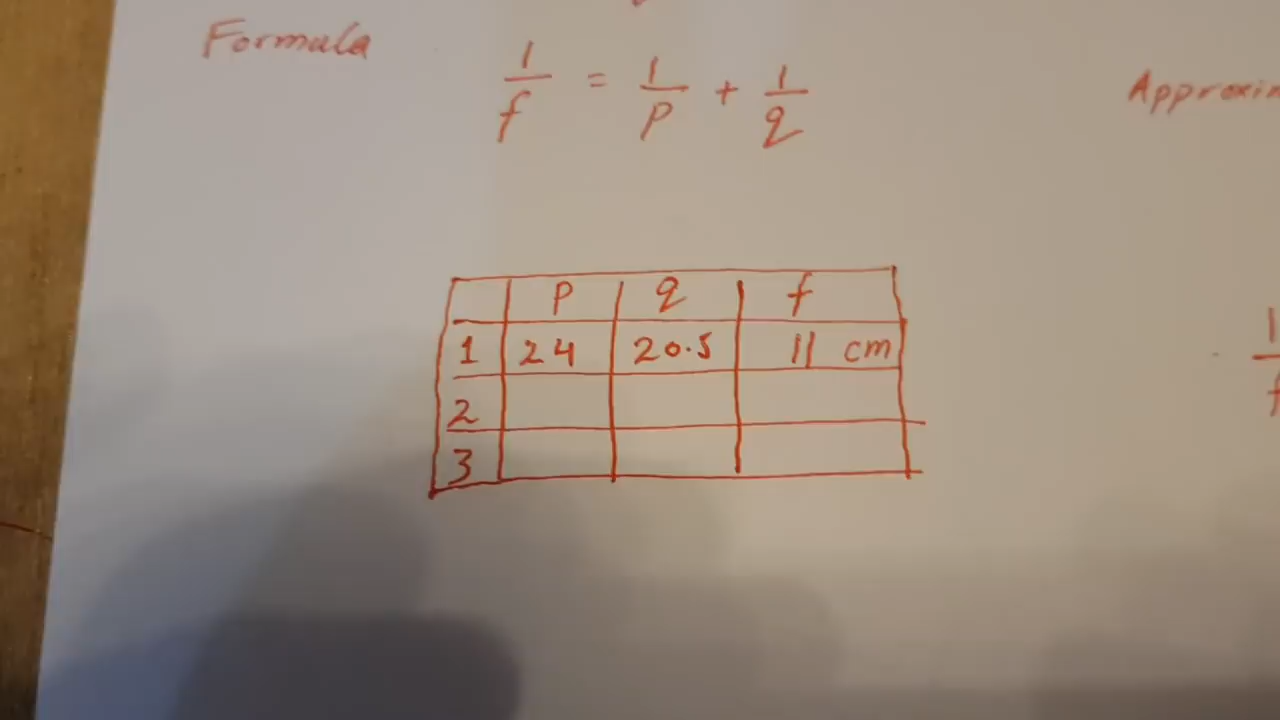 Formula
1/f = 1/p + 1/q
p q f
1 24 20.5 11 cm
2
3